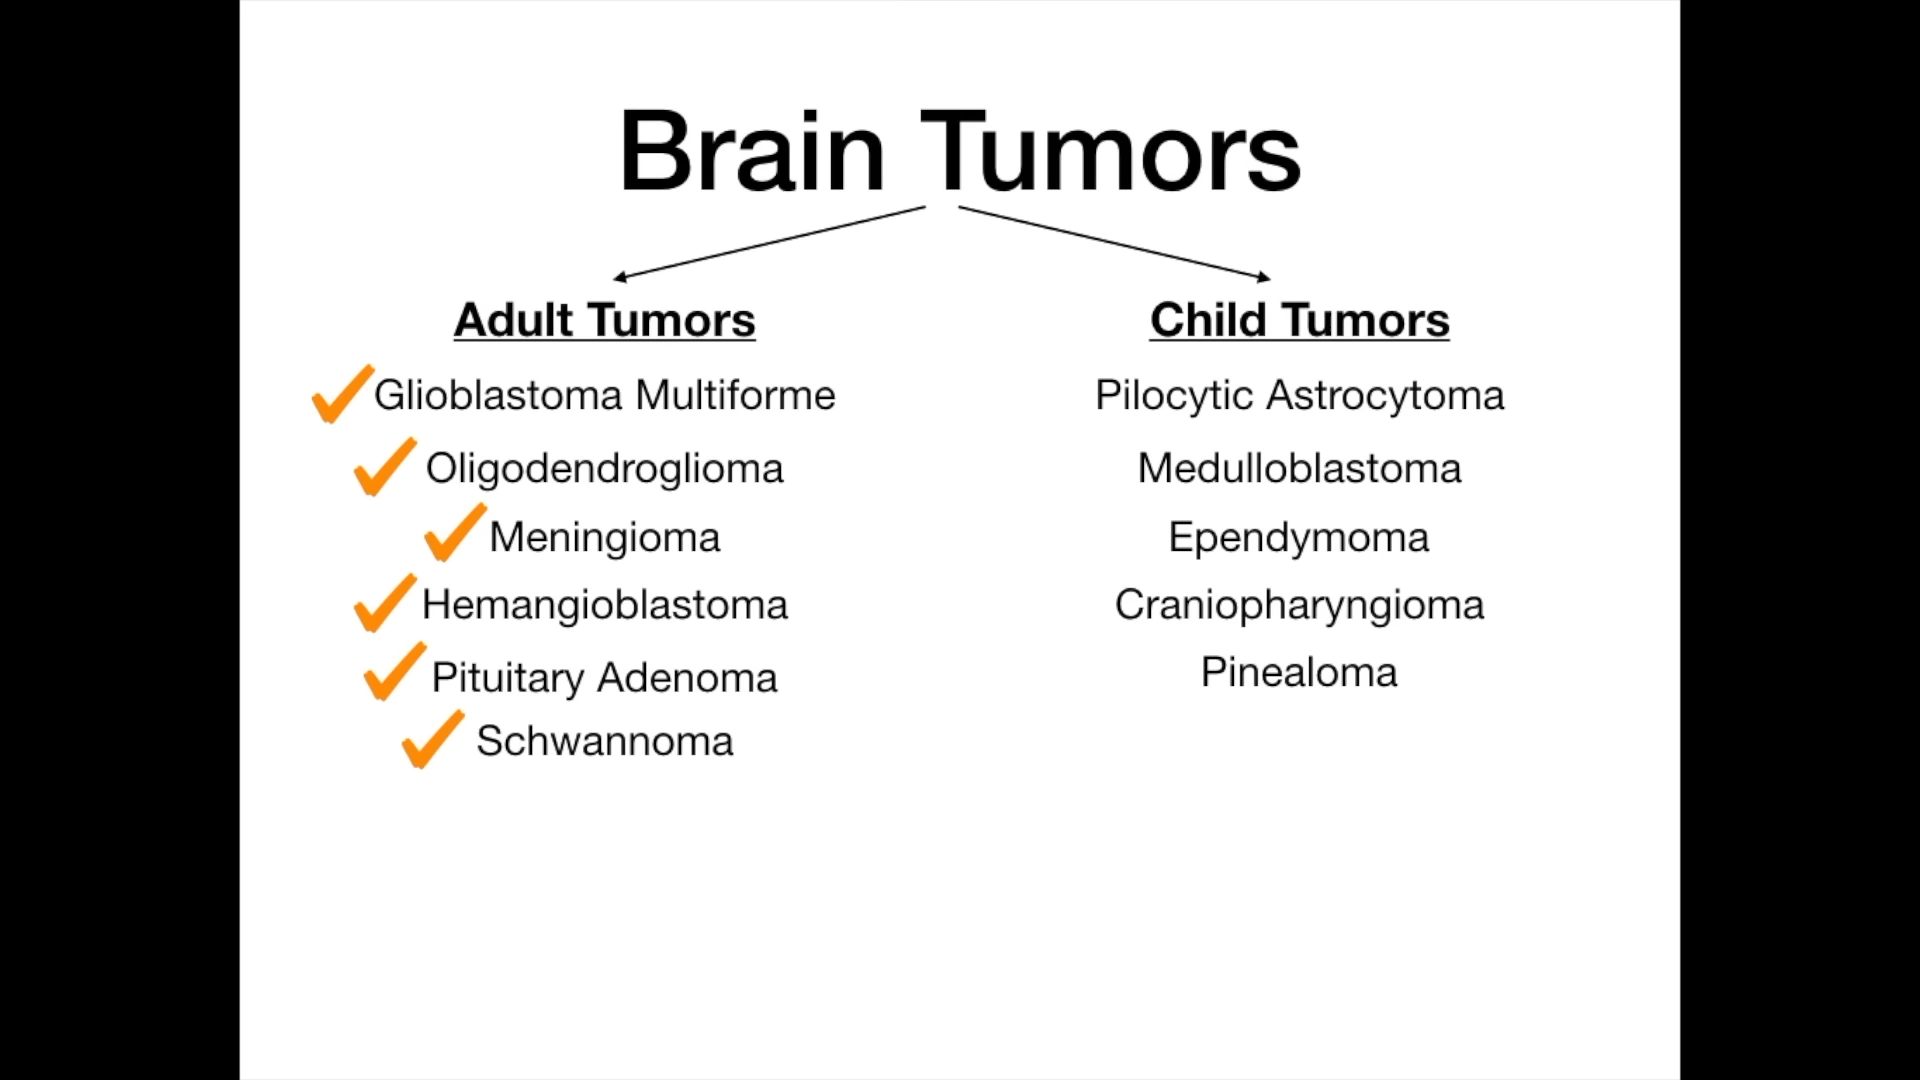 Brain Tumors
Adult Tumors
Glioblastoma Multiforme
Oligodendroglioma
Meningioma
Hemangioblastoma
Pituitary Adenoma
Schwannoma
Child Tumors
Pilocytic Astrocytoma
Medulloblastoma
Ependymoma
Craniopharyngioma
Pinealoma